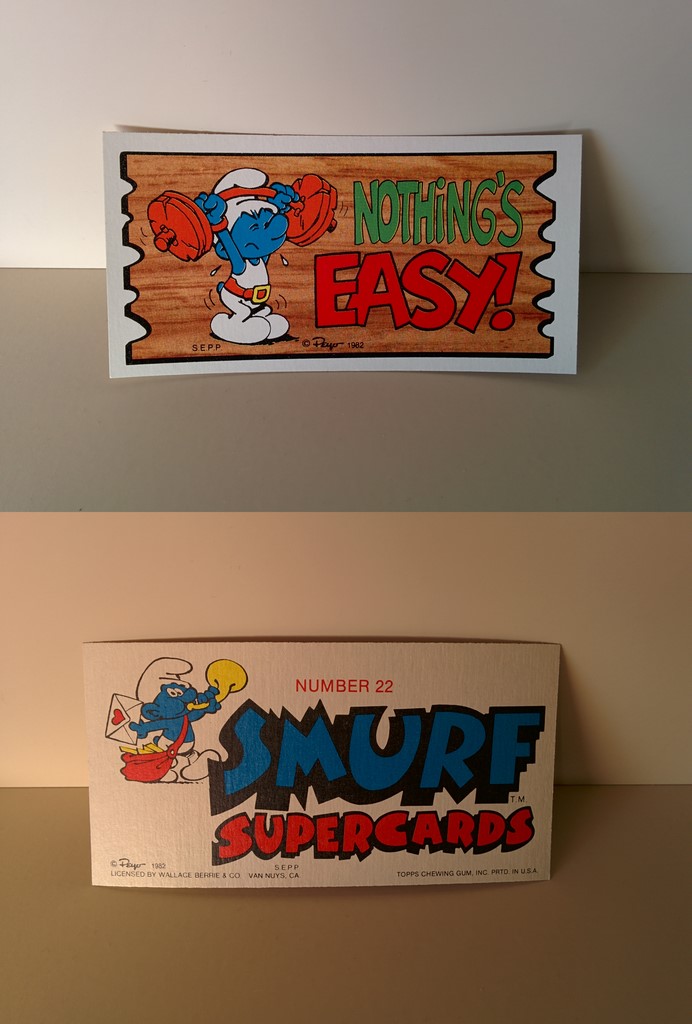 NOTHING'S
EASY!
SEPP © Peyo 1982
NUMBER 22
SMURF
T.M.
SUPERCARDS
© Peyo 1982 SEPP
LICENSED BY WALLACE BERRIE & CO. VAN NUYS, CA. TOPPS CHEWING GUM, INC. PRTD. IN U.S.A.